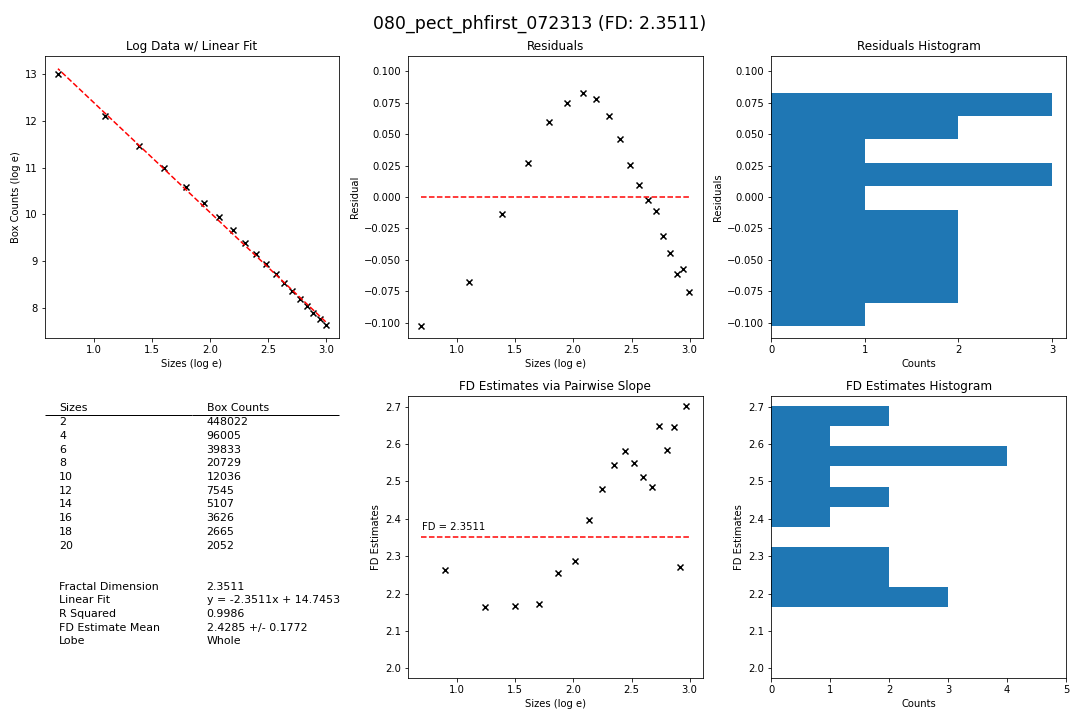 080_pect_phfirst_072313 (FD: 2.3511)
Log Data w/ Linear Fit
Box Counts (log e)
13
12
11
10
9
8
1.0 1.5 2.0 2.5 3.0
Sizes (log e)
Residuals
Residual
0.100
0.075
0.050
0.025
0.000
−0.025
−0.050
−0.075
−0.100
1.0 1.5 2.0 2.5 3.0
Sizes (log e)
Residuals Histogram
Residuals
0.100
0.075
0.050
0.025
0.000
−0.025
−0.050
−0.075
−0.100
0 1 2 3
Counts
Sizes Box Counts
2 448022
4 96005
6 39833
8 20729
10 12036
12 7545
14 5107
16 3626
18 2665
20 2052
Fractal Dimension 2.3511
Linear Fit y = -2.3511x + 14.7453
R Squared 0.9986
FD Estimate Mean 2.4285 +/- 0.1772
Lobe Whole
FD Estimates via Pairwise Slope
FD Estimates
2.7
2.6
2.5
2.4
2.3
2.2
2.1
2.0
FD = 2.3511
1.0 1.5 2.0 2.5 3.0
Sizes (log e)
FD Estimates Histogram
FD Estimates
2.7
2.6
2.5
2.4
2.3
2.2
2.1
2.0
0 1 2 3 4 5
Counts